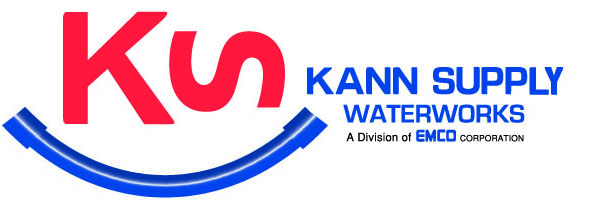 KS
KANN SUPPLY
WATERWORKS
A Division of EMCO CORPORATION